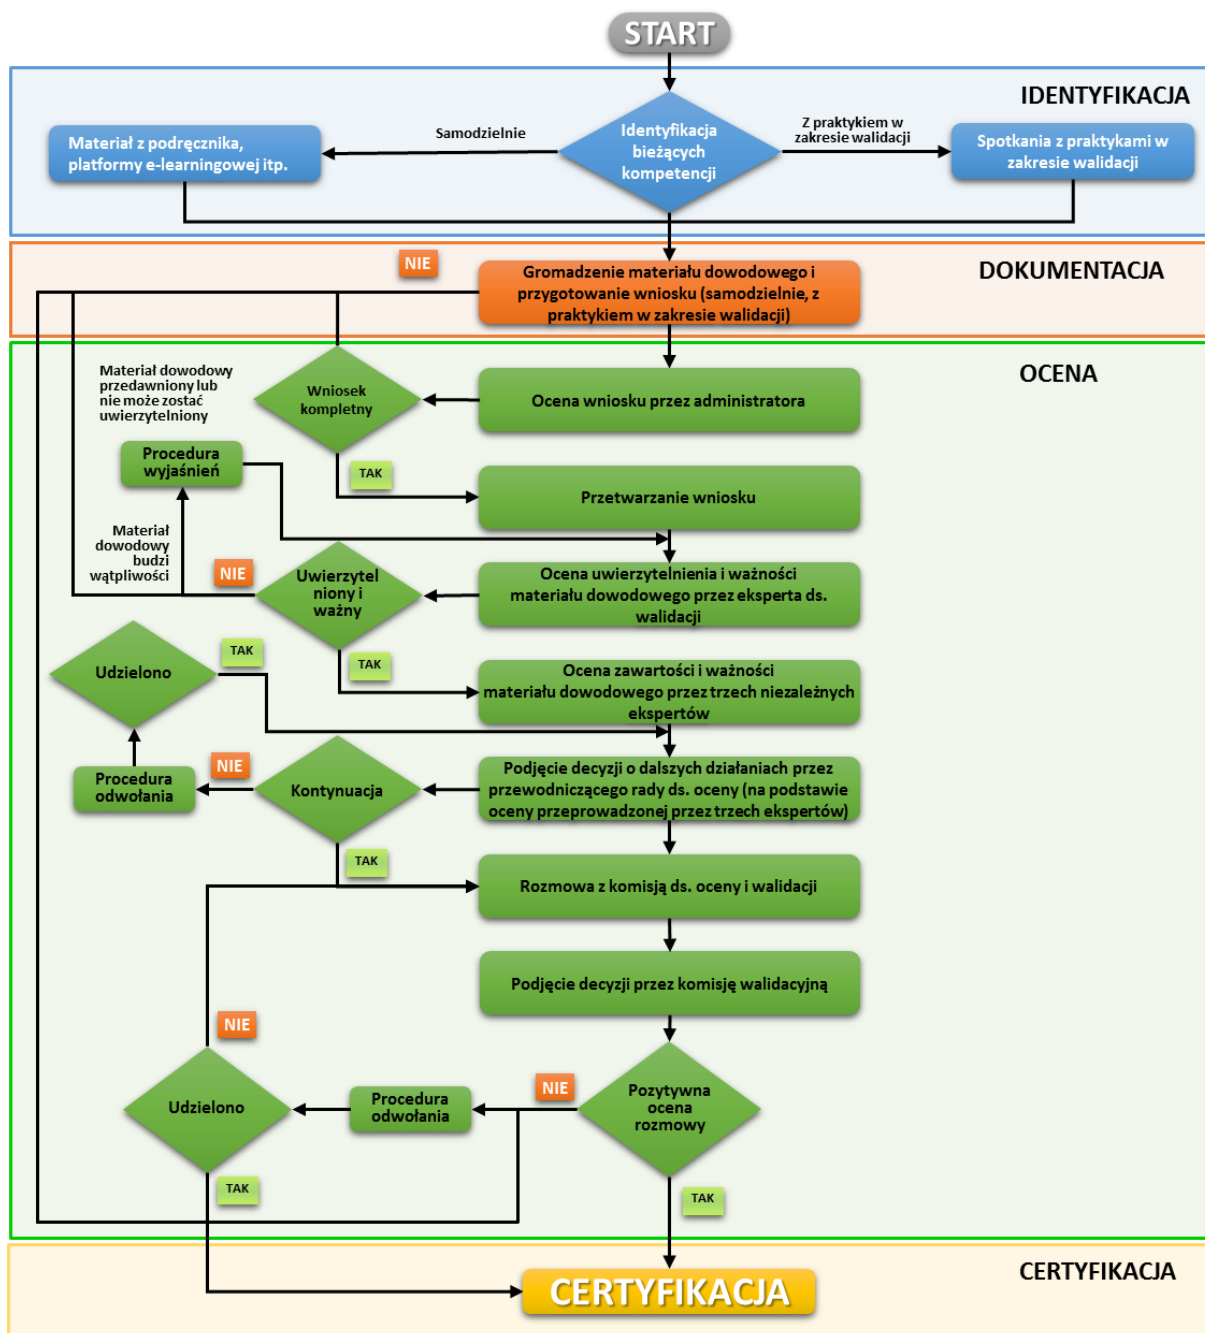 START
IDENTYFIKACJA
Samodzielnie
Z praktykiem w
zakresie walidacji
Materiał z podręcznika,
platformy e-learningowej itp.
Identyfikacja
bieżących
kompetencji
Spotkania z praktykami w
zakresie walidacji
NIE
DOKUMENTACJA
Gromadzenie materiału dowodowego i
przygotowanie wniosku (samodzielnie, z
praktykiem w zakresie walidacji)
OCENA
Materiał dowodowy
przedawniony lub
nie może zostać
uwierzytelniony
Wniosek
kompletny
Ocena wniosku przez administratora
Procedura
wyjaśnień
TAK
Przetwarzanie wniosku
Materiał
dowodowy
budzi
wątpliwości
NIE
Uwierzytel
niony i
ważny
Ocena uwierzytelnienia i ważności
materiału dowodowego przez eksperta ds.
walidacji
Udzielono
TAK
TAK
Ocena zawartości i ważności
materiału dowodowego przez trzech niezależnych
ekspertów
Procedura
odwołania
NIE
Kontynuacja
Podjęcie decyzji o dalszych działaniach przez
przewodniczącego rady ds. oceny (na podstawie
oceny przeprowadzonej przez trzech ekspertów)
TAK
Rozmowa z komisją ds. oceny i walidacji
Podjęcie decyzji przez komisję walidacyjną
NIE
Udzielono
Procedura
odwołania
NIE
Pozytywna
ocena
rozmowy
TAK
TAK
CERTYFIKACJA
CERTYFIKACJA